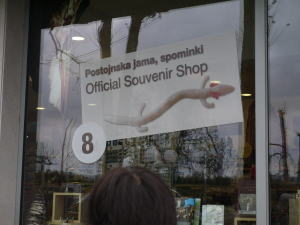 Postojnska jama, spominki
Official Souvenir Shop
8